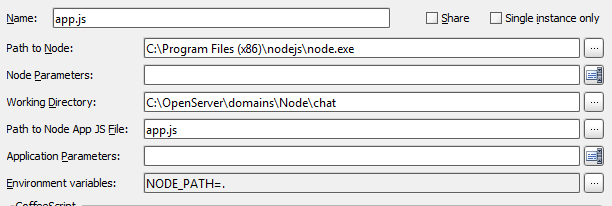 Name: app.js Share Single instance only
Path to Node: C:\Program Files (x86)\nodejs\node.exe ...
Node Parameters:
Working Directory: C:\OpenServer\domains\Node\chat ...
Path to Node App JS File: app.js ...
Application Parameters:
Environment variables: NODE_PATH=. ...
CoffeeScript